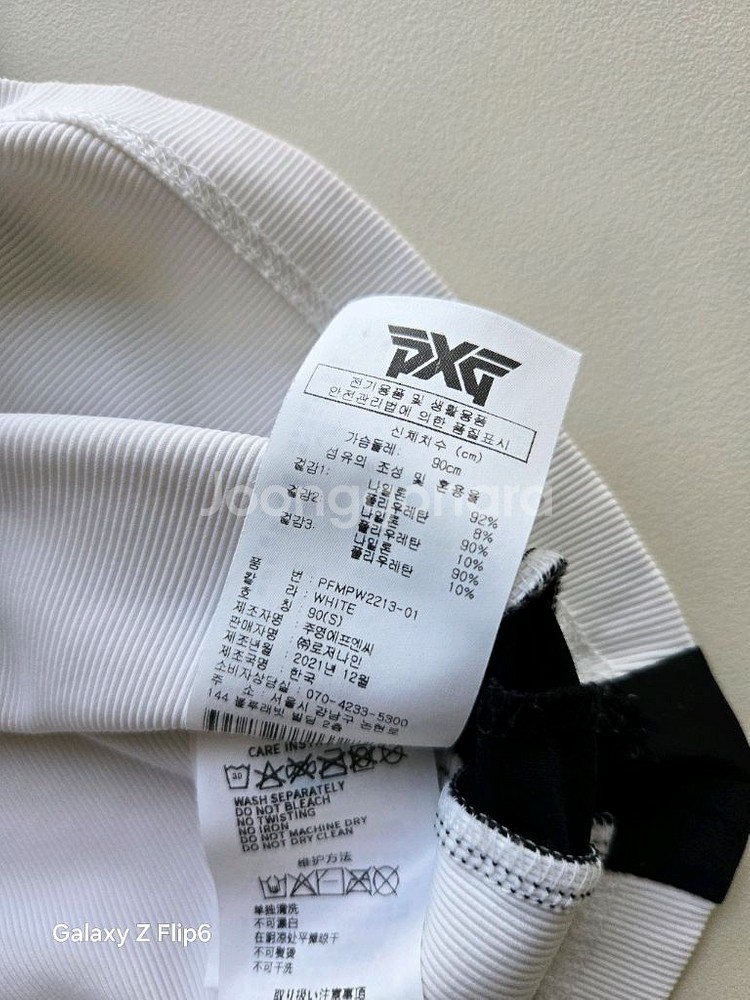 PXG
전기용품 및 생활용품
안전관리법에 의한 품질표시
신체치수 (cm)
가슴둘레: 90cm
섬유의 조성 및 혼용율
겉감1: 나일론 92%
폴리우레탄 8%
겉감2: 나일론 90%
폴리우레탄 10%
겉감3: 나일론 90%
폴리우레탄 10%
품 번 : PFMPW2213-01
칼 라 : WHITE
호 칭 : 90(S)
제조자명 : 주영에프엔씨
판매자명 : ㈜로저나인
제조년월 : 2021년 12월
제조국명 : 한국
소비자상담실 : 070-4233-5300
주 소 : 서울시 강남구 논현로
144 블루래빗 빌딩 2층
Joongonara
CARE INST
30
WASH SEPARATELY
DO NOT BLEACH
NO TWISTING
NO IRON
DO NOT MACHINE DRY
DO NOT DRY CLEAN
维护方法
单独清洗
不可漂白
在阴凉处平摊晾干
不可熨烫
不可干洗
取り扱い注意事項
Galaxy Z Flip6